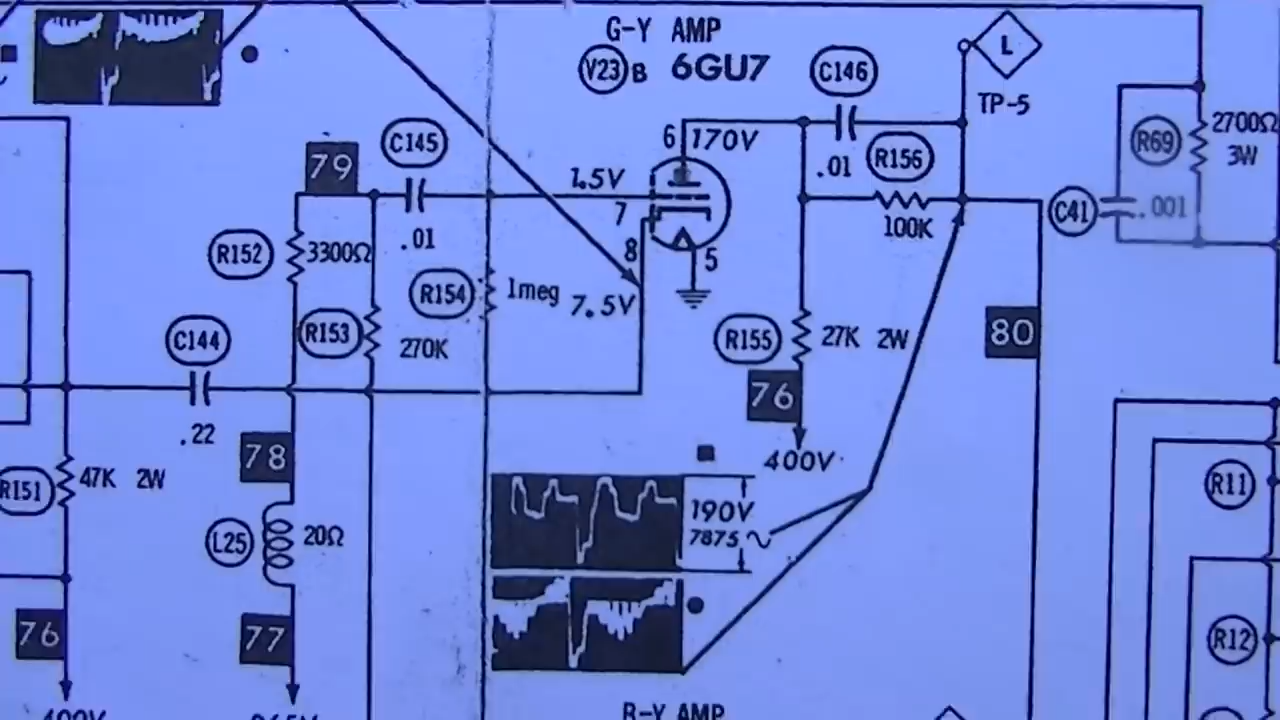 G-Y AMP
V23 B 6GU7
C146
L
TP-5
6
170V
.01
R156
100K
R69
2700Ω
3W
C41
.001
79
C145
.01
1.5V
7
8
5
R152
3300Ω
R154
1meg
7.5V
R153
270K
C144
.22
R155
27K 2W
76
400V
80
78
R151
47K 2W
L25
20Ω
190V
7875
76
77
400V
R11
R12